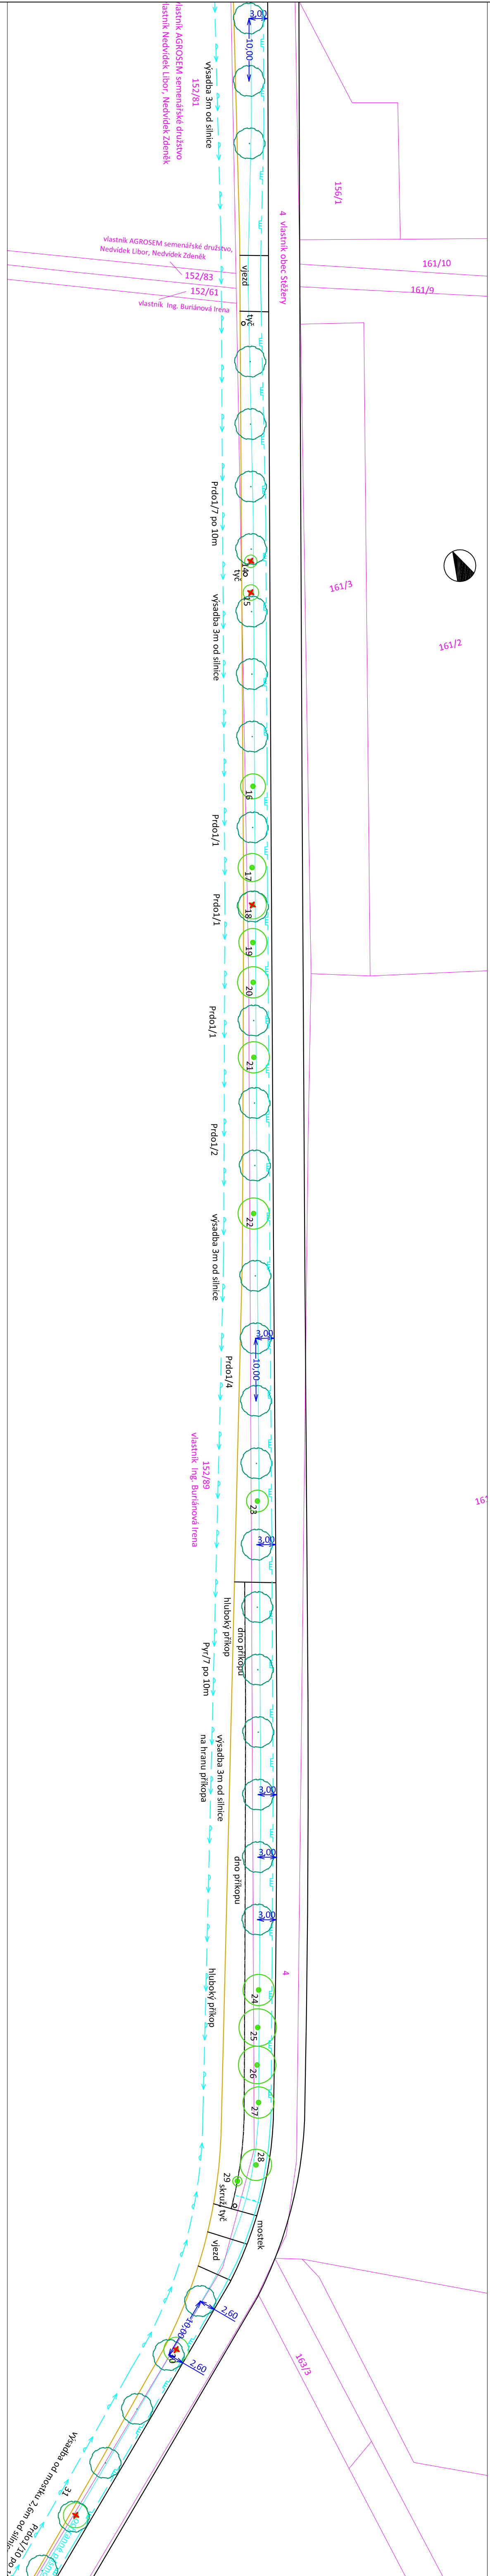 3,00
10,00
vlastník AGROSEM semenářské družstvo
vlastník Nedvídek Libor, Nedvídek Zdeněk
152/81
výsadba 3m od silnice
156/1
4 vlastník obec Stěžery
vlastník AGROSEM semenářské družstvo,
Nedvídek Libor, Nedvídek Zdeněk
152/83
152/61
vlastník Ing. Buriánová Irena
vjezd
tyč
161/10
161/9
Prdo1/7 po 10m
tyč
15
161/3
161/2
výsadba 3m od silnice
16
Prdo1/1
17
Prdo1/1
18
19
20
Prdo1/1
21
Prdo1/2
22
výsadba 3m od silnice
3,00
10,00
Prdo1/4
152/89
vlastník Ing. Buriánová Irena
23
3,00
hluboký příkop
dno příkopu
Pyr/7 po 10m
výsadba 3m od silnice
na hranu příkopa
3,00
3,00
dno příkopu
3,00
hluboký příkop
4
24
25
26
27
28
29
skruž
tyč
mostek
vjezd
2,60
10,00
2,60
163/3
31
výsadba od mostku 2,6m od silnice
Prdo1/10 po